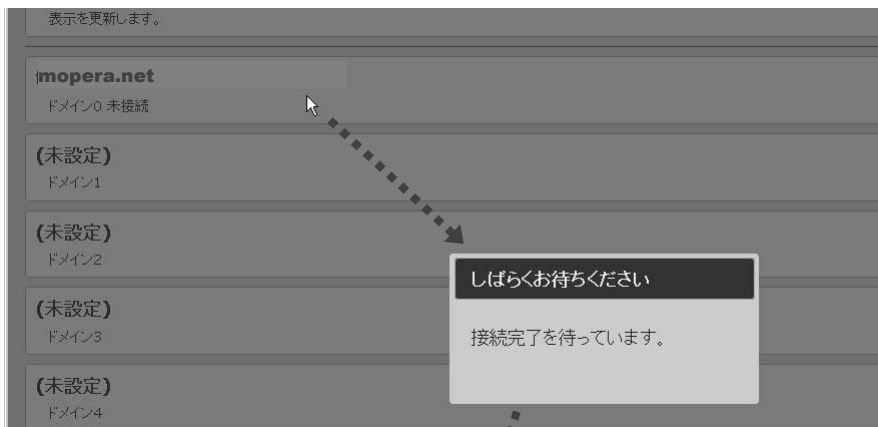 表示を更新します。
mopera.net
ドメイン0 未接続
(未設定)
ドメイン1
(未設定)
ドメイン2
(未設定)
ドメイン3
(未設定)
ドメイン4
しばらくお待ちください
接続完了を待っています。